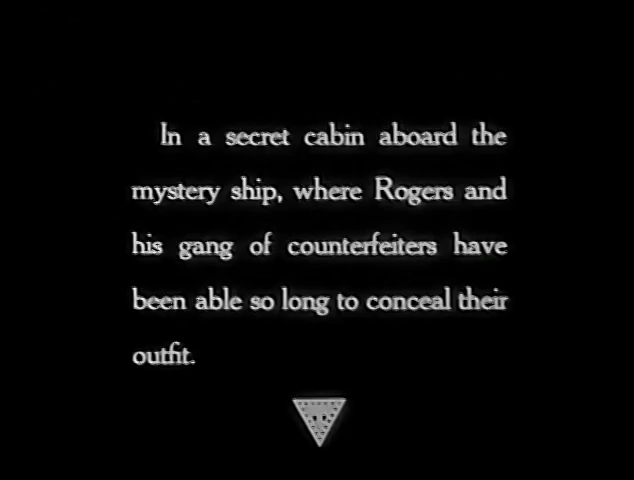 In a secret cabin aboard the
mystery ship, where Rogers and
his gang of counterfeiters have
been able so long to conceal their
outfit.